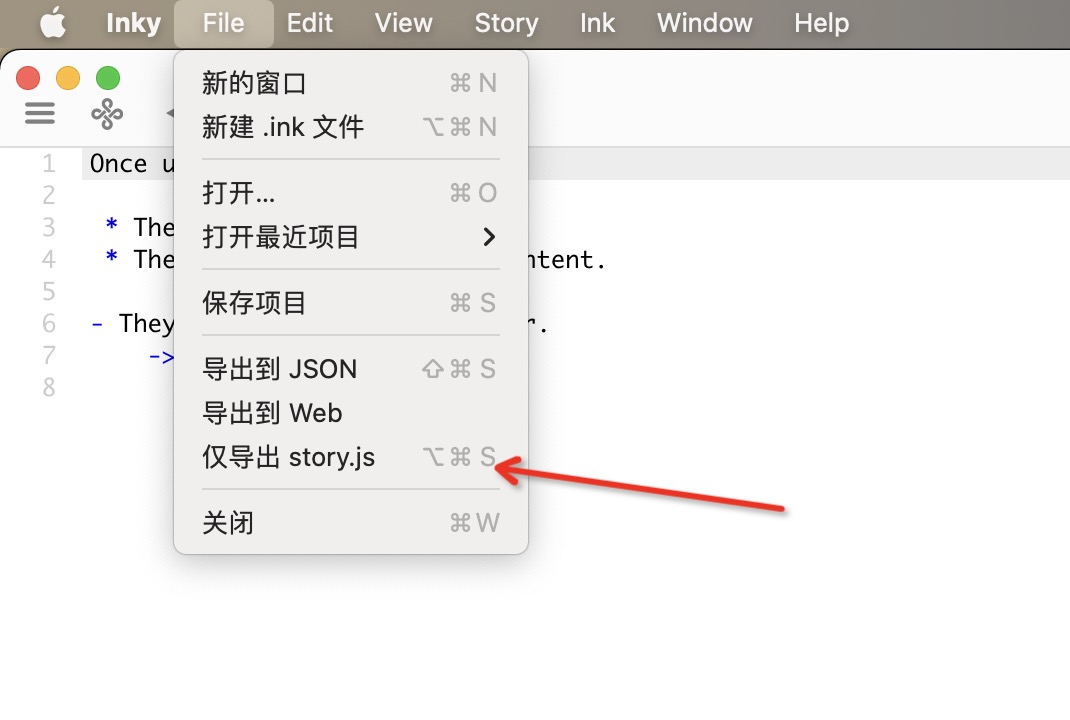 Inky File Edit View Story Ink Window Help
新的窗口 ⌘ N
新建 .ink 文件 ⌥⌘ N
打开... ⌘ O
打开最近项目
保存项目 ⌘ S
导出到 JSON ⇧⌘ S
导出到 Web
仅导出 story.js ⌥⌘ S
关闭 ⌘W
1 Once
2
3 * The
4 * The ntent.
5
6 - They .
7 ->
8